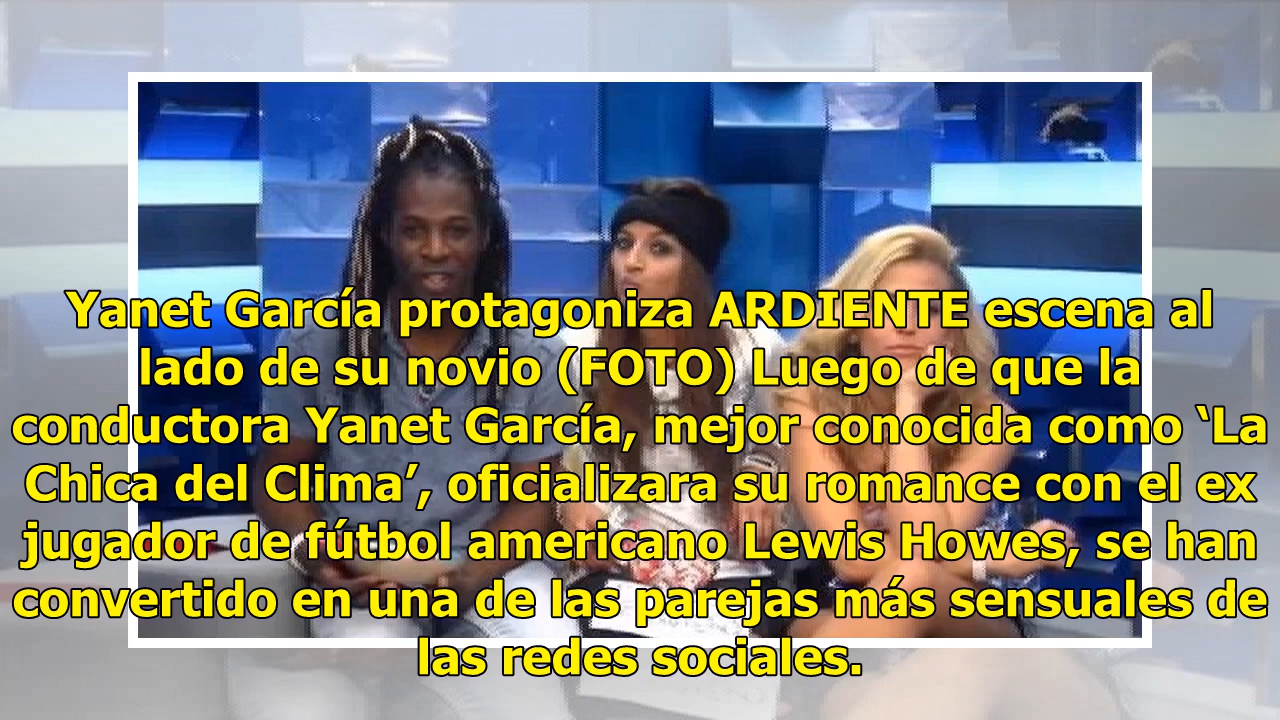 Yanet García protagoniza ARDIENTE escena al
lado de su novio (FOTO) Luego de que la
conductora Yanet García, mejor conocida como ‘La
Chica del Clima’, oficializara su romance con el ex
jugador de fútbol americano Lewis Howes, se han
convertido en una de las parejas más sensuales de
las redes sociales.